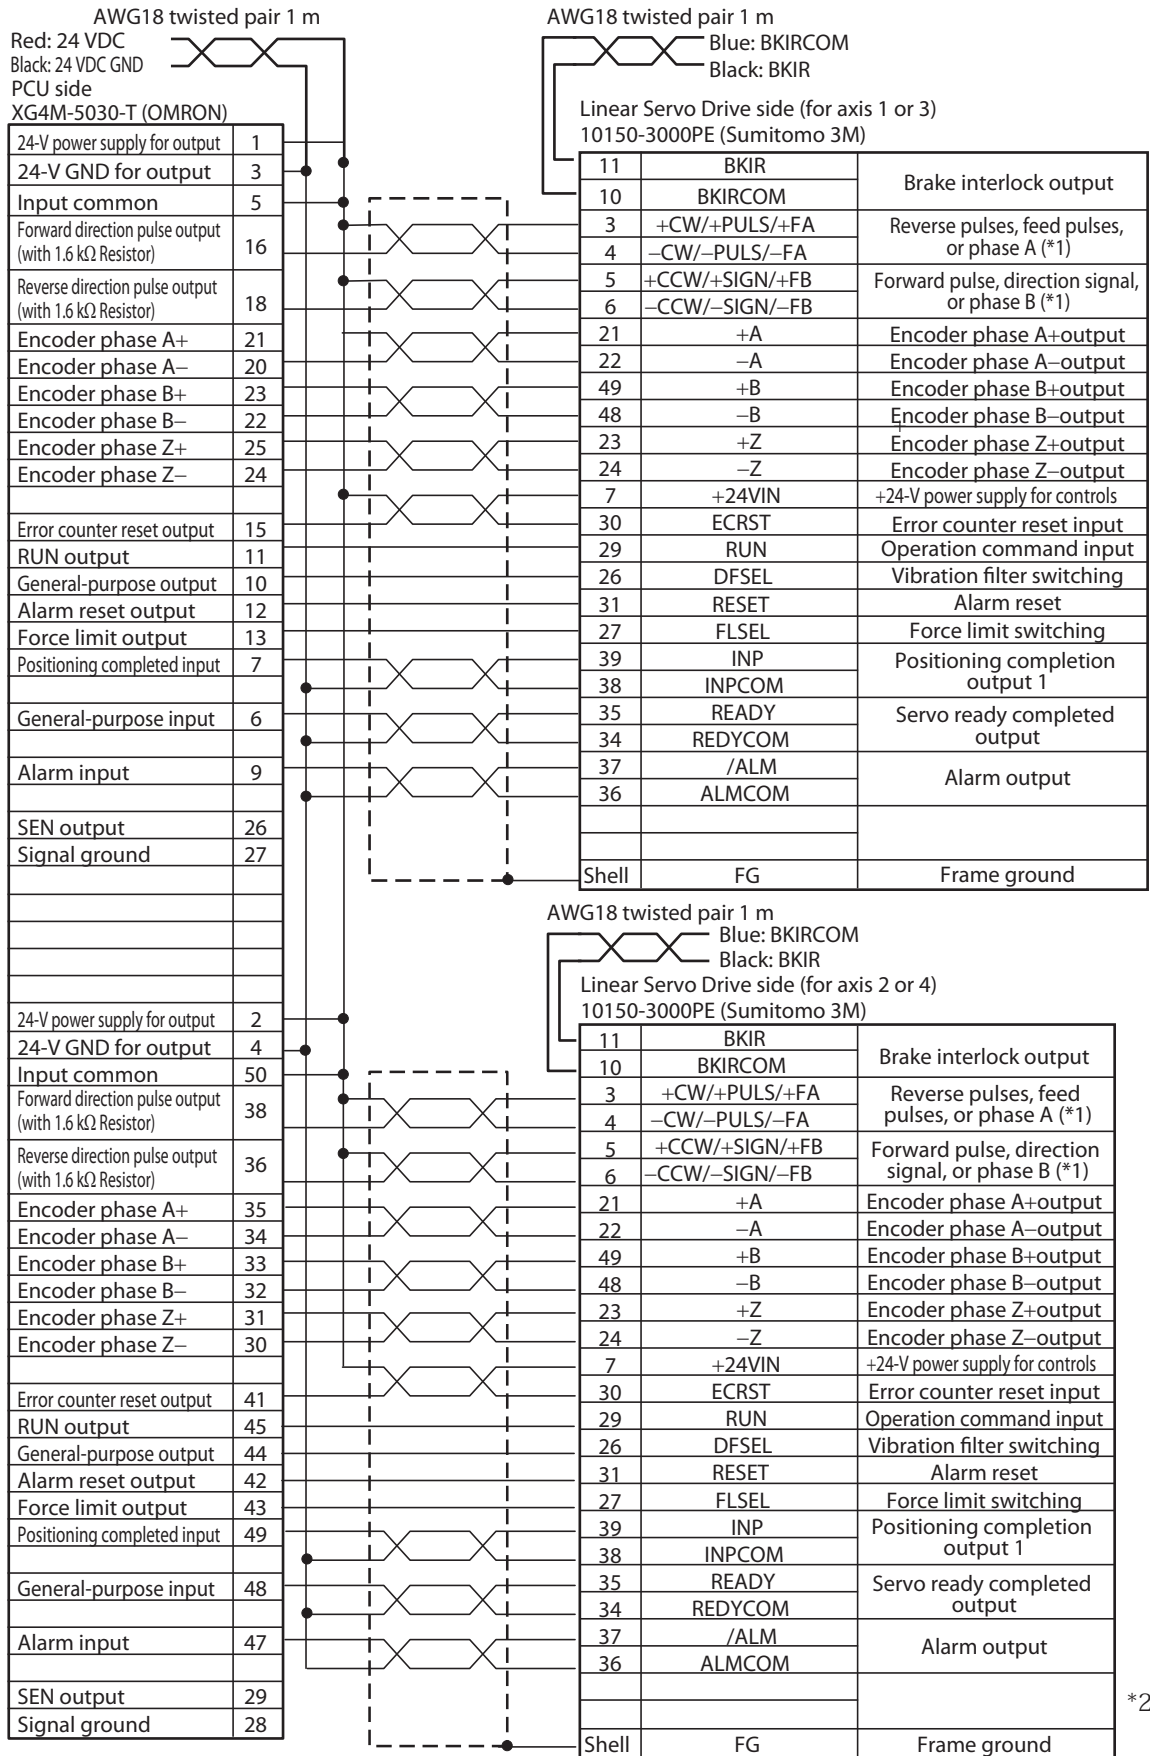 AWG18 twisted pair 1 m
Red: 24 VDC
Black: 24 VDC GND
PCU side
XG4M-5030-T (OMRON)
24-V power supply for output 1
24-V GND for output 3
Input common 5
Forward direction pulse output
(with 1.6 kΩ Resistor) 16
Reverse direction pulse output
(with 1.6 kΩ Resistor) 18
Encoder phase A+ 21
Encoder phase A− 20
Encoder phase B+ 23
Encoder phase B− 22
Encoder phase Z+ 25
Encoder phase Z− 24
Error counter reset output 15
RUN output 11
General-purpose output 10
Alarm reset output 12
Force limit output 13
Positioning completed input 7
General-purpose input 6
Alarm input 9
SEN output 26
Signal ground 27
24-V power supply for output 2
24-V GND for output 4
Input common 50
Forward direction pulse output
(with 1.6 kΩ Resistor) 38
Reverse direction pulse output
(with 1.6 kΩ Resistor) 36
Encoder phase A+ 35
Encoder phase A− 34
Encoder phase B+ 33
Encoder phase B− 32
Encoder phase Z+ 31
Encoder phase Z− 30
Error counter reset output 41
RUN output 45
General-purpose output 44
Alarm reset output 42
Force limit output 43
Positioning completed input 49
General-purpose input 48
Alarm input 47
SEN output 29
Signal ground 28
AWG18 twisted pair 1 m
Blue: BKIRCOM
Black: BKIR
Linear Servo Drive side (for axis 1 or 3)
10150-3000PE (Sumitomo 3M)
11 BKIR
Brake interlock output
10 BKIRCOM
3 +CW/+PULS/+FA Reverse pulses, feed pulses,
4 −CW/−PULS/−FA or phase A (*1)
5 +CCW/+SIGN/+FB Forward pulse, direction signal,
6 −CCW/−SIGN/−FB or phase B (*1)
21 +A Encoder phase A+output
22 −A Encoder phase A−output
49 +B Encoder phase B+output
48 −B Encoder phase B−output
+
23 +Z Encoder phase Z+output
24 −Z Encoder phase Z−output
7 +24VIN +24-V power supply for controls
30 ECRST Error counter reset input
29 RUN Operation command input
26 DFSEL Vibration filter switching
31 RESET Alarm reset
27 FLSEL Force limit switching
39 INP Positioning completion
38 INPCOM output 1
35 READY Servo ready completed
34 REDYCOM output
37 /ALM
Alarm output
36 ALMCOM
Shell FG Frame ground
AWG18 twisted pair 1 m
Blue: BKIRCOM
Black: BKIR
Linear Servo Drive side (for axis 2 or 4)
10150-3000PE (Sumitomo 3M)
11 BKIR
Brake interlock output
10 BKIRCOM
3 +CW/+PULS/+FA Reverse pulses, feed
4 −CW/−PULS/−FA pulses, or phase A (*1)
5 +CCW/+SIGN/+FB Forward pulse, direction
6 −CCW/−SIGN/−FB signal, or phase B (*1)
21 +A Encoder phase A+output
22 −A Encoder phase A−output
49 +B Encoder phase B+output
48 −B Encoder phase B−output
23 +Z Encoder phase Z+output
24 −Z Encoder phase Z−output
7 +24VIN +24-V power supply for controls
30 ECRST Error counter reset input
29 RUN Operation command input
26 DFSEL Vibration filter switching
31 RESET Alarm reset
27 FLSEL Force limit switching
39 INP Positioning completion
38 INPCOM output 1
35 READY Servo ready completed
34 REDYCOM output
37 /ALM
Alarm output
36 ALMCOM
*2
Shell FG Frame ground